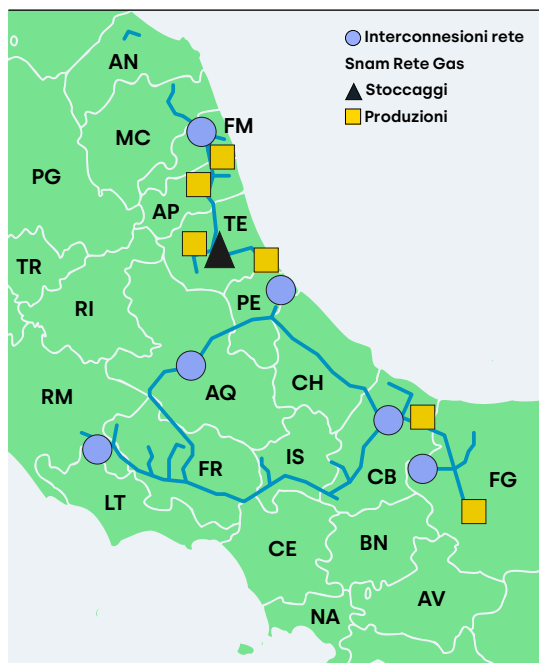 Interconnesioni rete
Snam Rete Gas
Stoccaggi
Produzioni
AN
MC
FM
PG
AP
TE
TR
RI
PE
RM
AQ
CH
FR
IS
CB
FG
LT
CE
BN
NA
AV